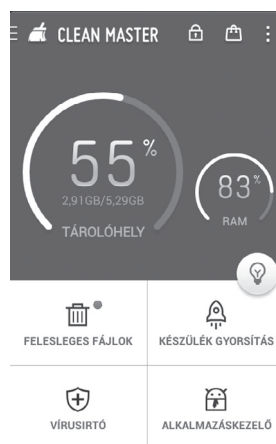 CLEAN MASTER
55%
2,91GB/5,29GB
TÁROLÓHELY
83%
RAM
FELESLEGES FÁJLOK
KÉSZÜLÉK GYORSÍTÁS
VÍRUSIRTÓ
ALKALMAZÁSKEZELŐ